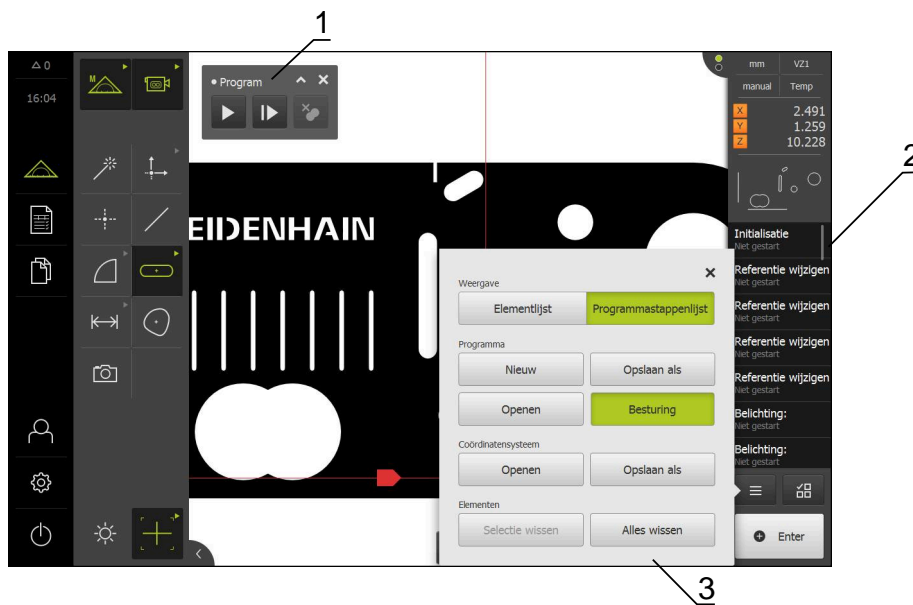 1
△ 0
16:04
M
Program
mm
VZ1
manual
Temp
X 2.491
Y 1.259
Z 10.228
2
EIDENHAIN
Initialisatie
Niet gestart
Referentie wijzigen
Niet gestart
Referentie wijzigen
Niet gestart
Referentie wijzigen
Niet gestart
Referentie wijzigen
Niet gestart
Belichting:
Niet gestart
Belichting:
Niet gestart
Weergave
Elementlijst
Programmastappenlijst
Programma
Nieuw
Opslaan als
Openen
Besturing
Coördinatensysteem
Openen
Opslaan als
Elementen
Selectie wissen
Alles wissen
Enter
3